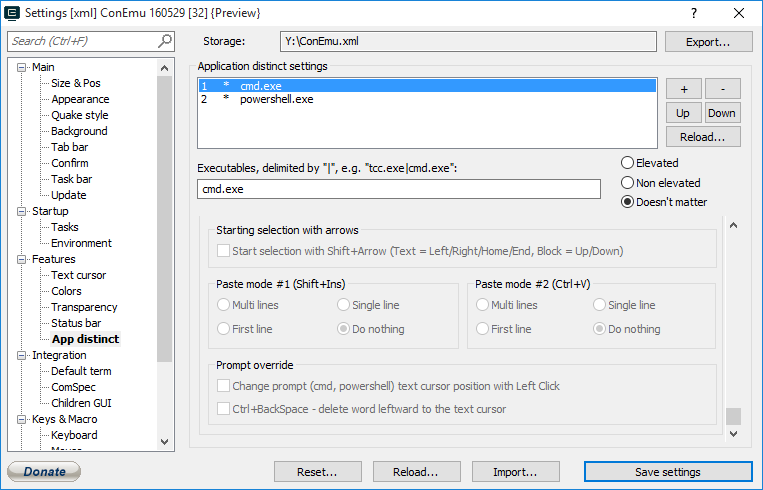 Settings [xml] ConEmu 160529 [32] {Preview}
Search (Ctrl+F)
Storage:
Y:\ConEmu.xml
Export...
Main
Size & Pos
Appearance
Quake style
Background
Tab bar
Confirm
Task bar
Update
Startup
Tasks
Environment
Features
Text cursor
Colors
Transparency
Status bar
App distinct
Integration
Default term
ComSpec
Children GUI
Keys & Macro
Keyboard
Application distinct settings
1 * cmd.exe
2 * powershell.exe
+ -
Up Down
Reload...
Executables, delimited by "|", e.g. "tcc.exe|cmd.exe":
cmd.exe
Elevated
Non elevated
Doesn't matter
Starting selection with arrows
Start selection with Shift+Arrow (Text = Left/Right/Home/End, Block = Up/Down)
Paste mode #1 (Shift+Ins)
Multi lines Single line
First line Do nothing
Paste mode #2 (Ctrl+V)
Multi lines Single line
First line Do nothing
Prompt override
Change prompt (cmd, powershell) text cursor position with Left Click
Ctrl+BackSpace - delete word leftward to the text cursor
Donate
Reset...
Reload...
Import...
Save settings